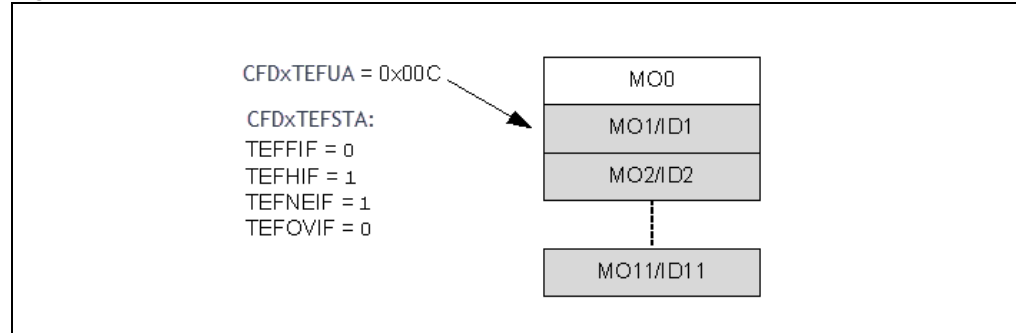 CFDxTEFUA = 0x00C
CFDxTEFSTA:
TEFFIF = 0
TEFHIF = 1
TEFNEIF = 1
TEFOVIF = 0
MO0
MO1/ID1
MO2/ID2
MO11/ID11